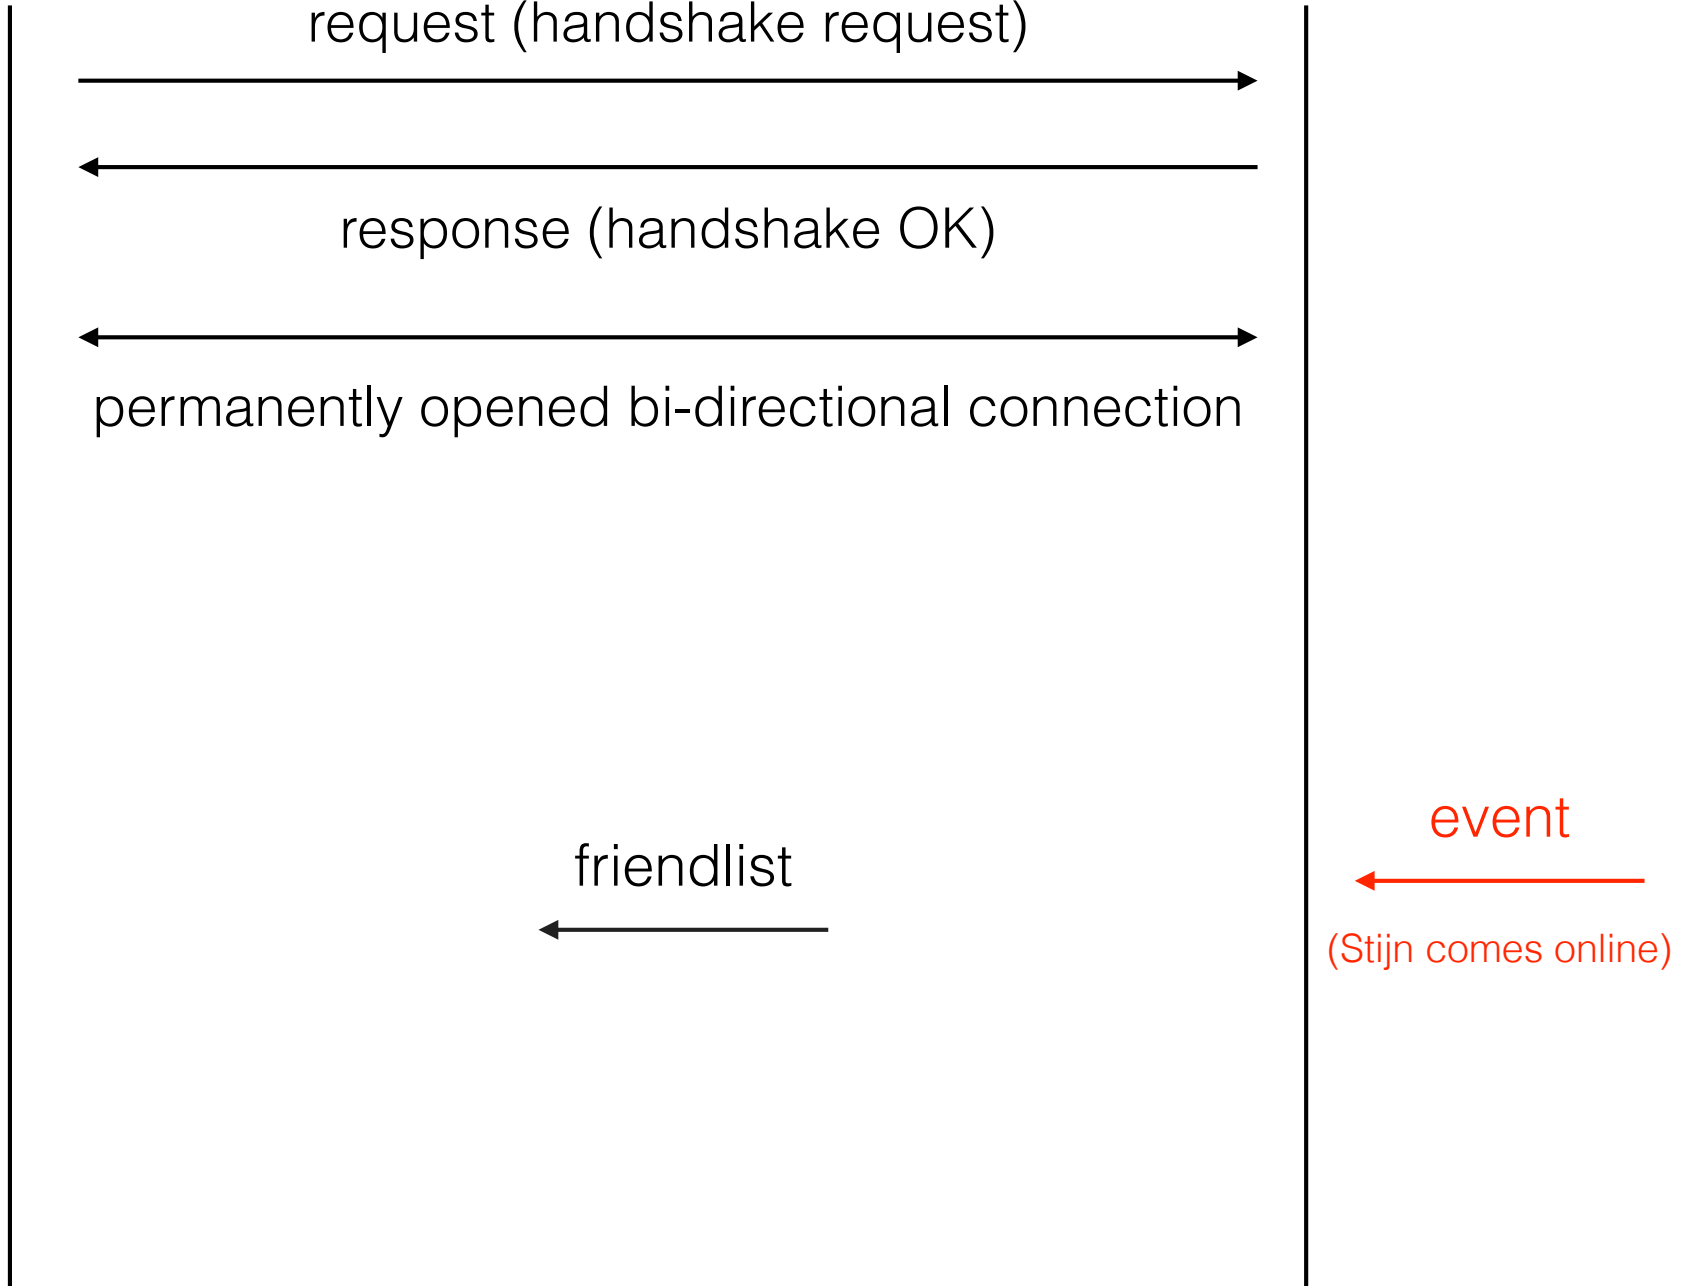 request (handshake request)
response (handshake OK)
permanently opened bi-directional connection
event
friendlist
(Stijn comes online)